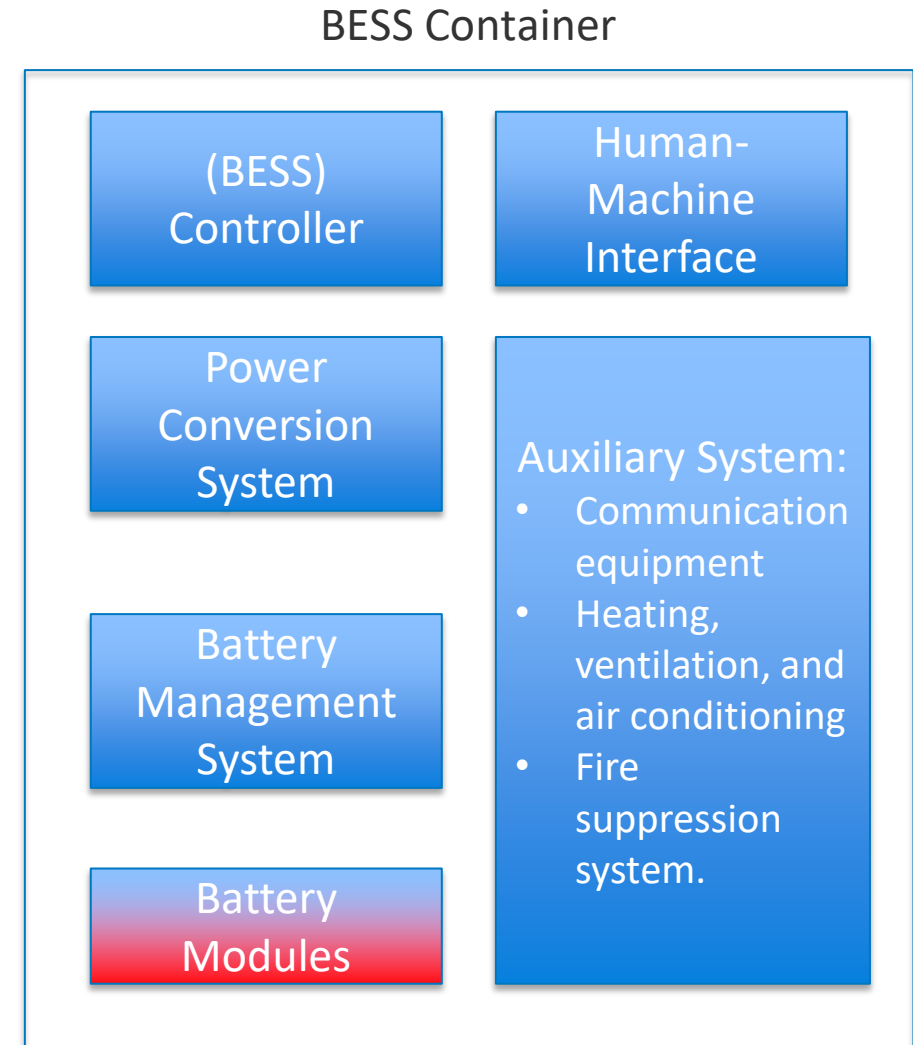 BESS Container
(BESS)
Controller
Human-
Machine
Interface
Power
Conversion
System
Auxiliary System:
• Communication
equipment
• Heating,
ventilation, and
air conditioning
• Fire
suppression
system.
Battery
Management
System
Battery
Modules